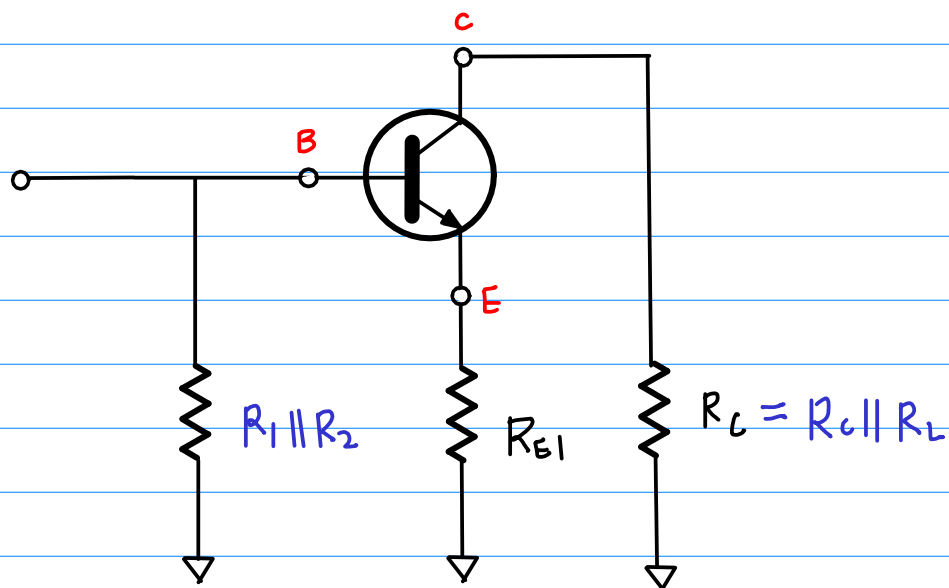 C
B
E
R1 || R2
RE1
RC = RC || RL